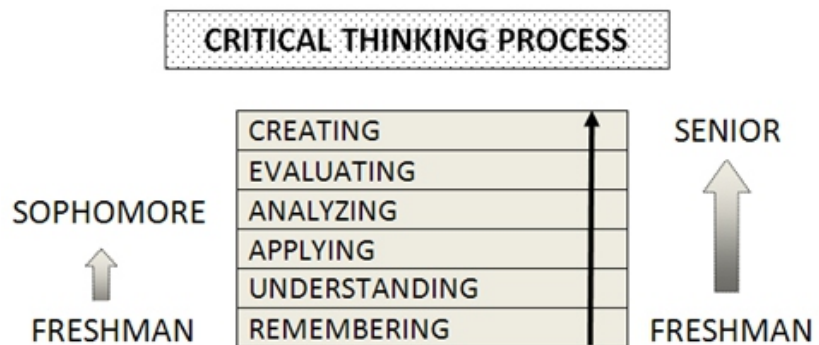 CRITICAL THINKING PROCESS
CREATING
SENIOR
EVALUATING
SOPHOMORE
ANALYZING
APPLYING
UNDERSTANDING
FRESHMAN
REMEMBERING
FRESHMAN